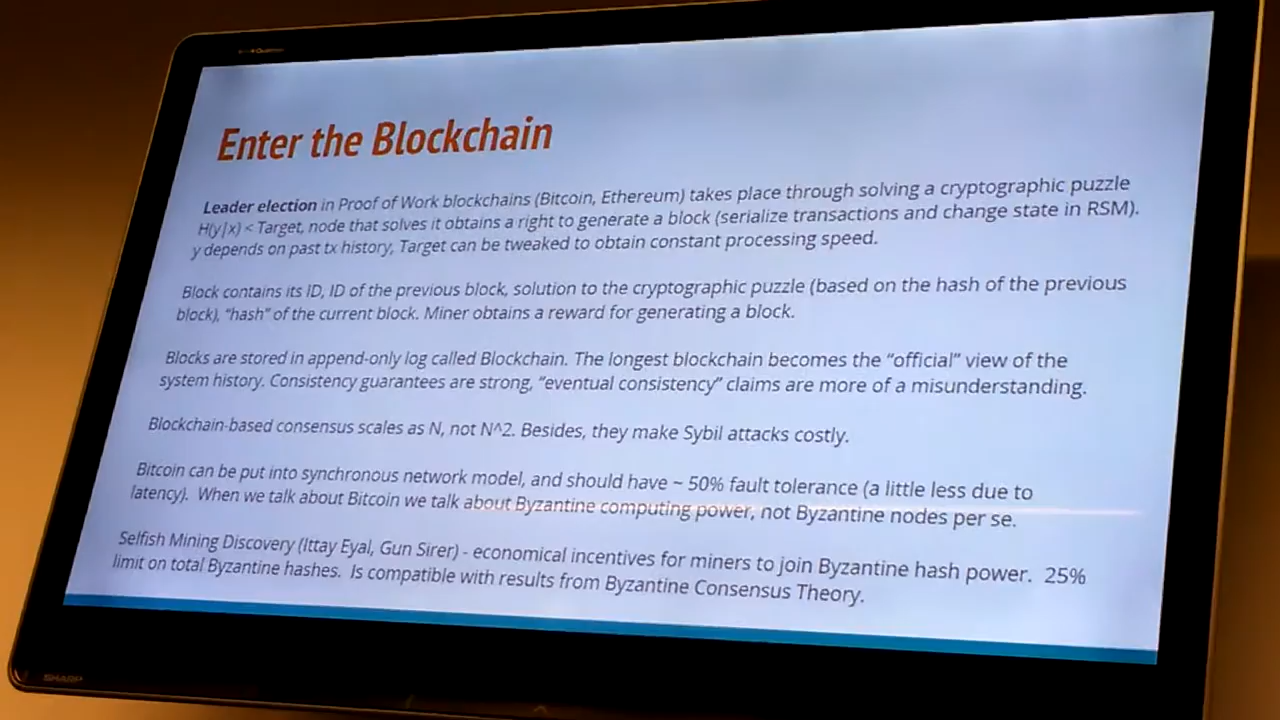 Enter the Blockchain
Leader election in Proof of Work blockchains (Bitcoin, Ethereum) takes place through solving a cryptographic puzzle
H(y|x) < Target, node that solves it obtains a right to generate a block (serialize transactions and change state in RSM).
y depends on past tx history, Target can be tweaked to obtain constant processing speed.
Block contains its ID, ID of the previous block, solution to the cryptographic puzzle (based on the hash of the previous
block), "hash" of the current block. Miner obtains a reward for generating a block.
Blocks are stored in append-only log called Blockchain. The longest blockchain becomes the "official" view of the
system history. Consistency guarantees are strong, "eventual consistency" claims are more of a misunderstanding.
Blockchain-based consensus scales as N, not N^2. Besides, they make Sybil attacks costly.
Bitcoin can be put into synchronous network model, and should have ~ 50% fault tolerance (a little less due to
latency). When we talk about Bitcoin we talk about Byzantine computing power, not Byzantine nodes per se.
Selfish Mining Discovery (Ittay Eyal, Gun Sirer) - economical incentives for miners to join Byzantine hash power. 25%
limit on total Byzantine hashes. Is compatible with results from Byzantine Consensus Theory.
SHARP